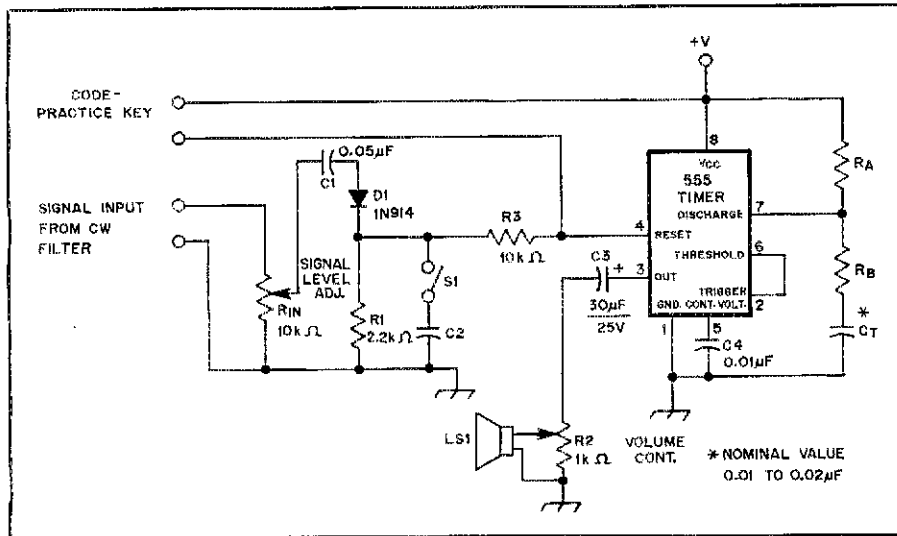 +V
CODE-
PRACTICE KEY
SIGNAL INPUT
FROM CW
FILTER
0.05µF
C1
D1
1N914
SIGNAL
LEVEL
ADJ.
RIN
10kΩ
R1
2.2kΩ
S1
C2
R3
10kΩ
C3
+
30µF
25V
8
VCC
555
TIMER
DISCHARGE
7
4
RESET
THRESHOLD
6
3
OUT
TRIGGER
2
GND. CONT. VOLT.
1
5
C4
0.01µF
RA
RB
*
CT
LS1
R2
1kΩ
VOLUME
CONT.
* NOMINAL VALUE
0.01 TO 0.02µF